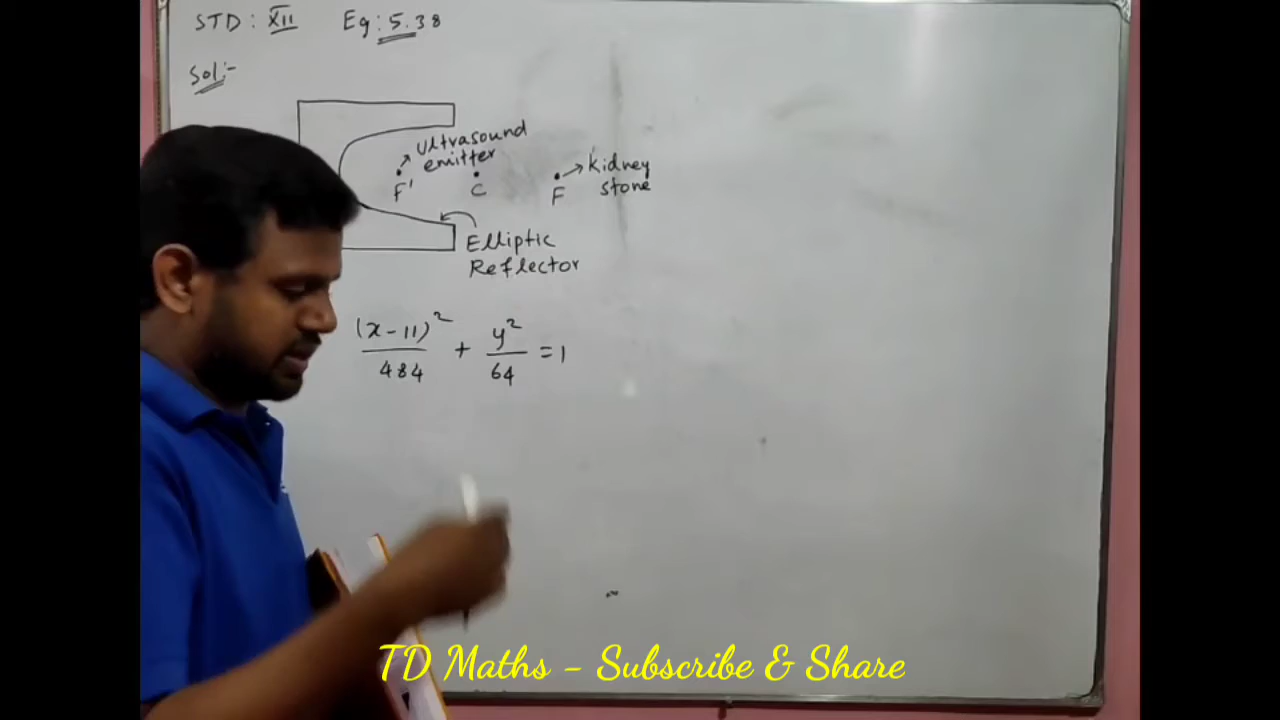 STD : XII Eg : 5.38
Sol:-
Ultrasound
emitter
Kidney
stone
F' C F
Elliptic
Reflector
(x-11)² / 484 + y² / 64 = 1
TD Maths - Subscribe & Share